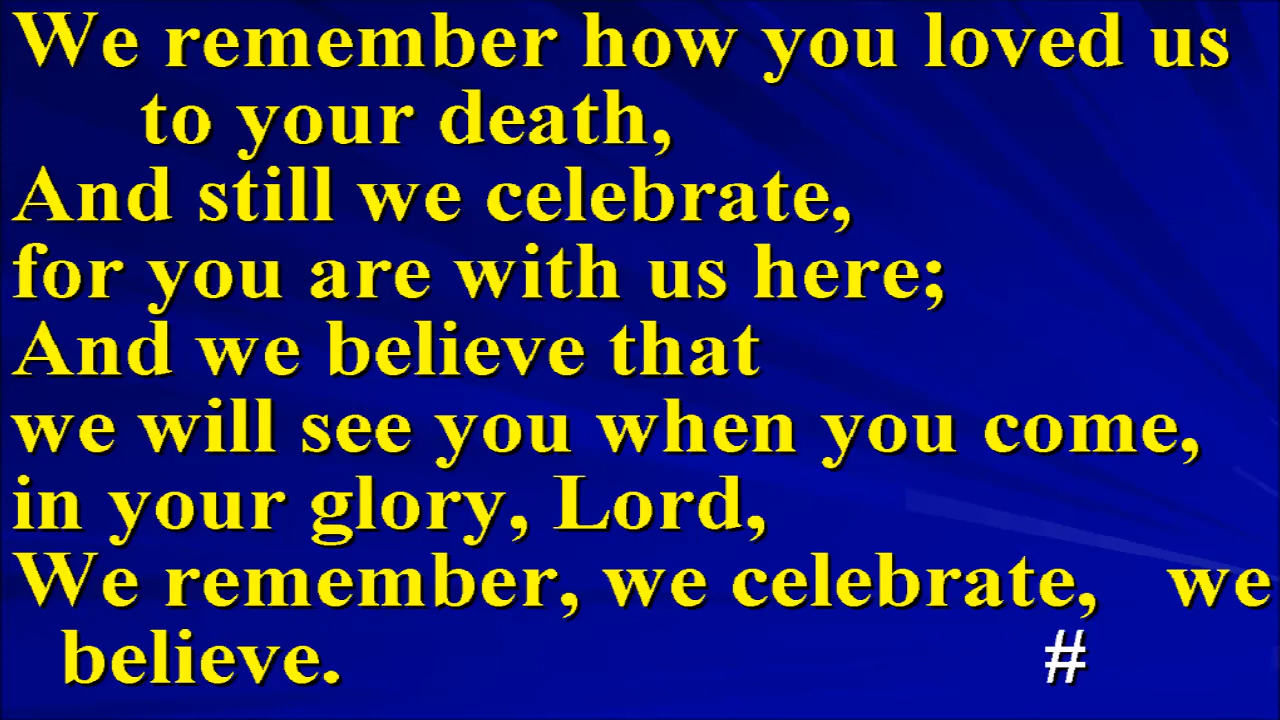 We remember how you loved us
to your death,
And still we celebrate,
for you are with us here;
And we believe that
we will see you when you come,
in your glory, Lord,
We remember, we celebrate, we
believe. #